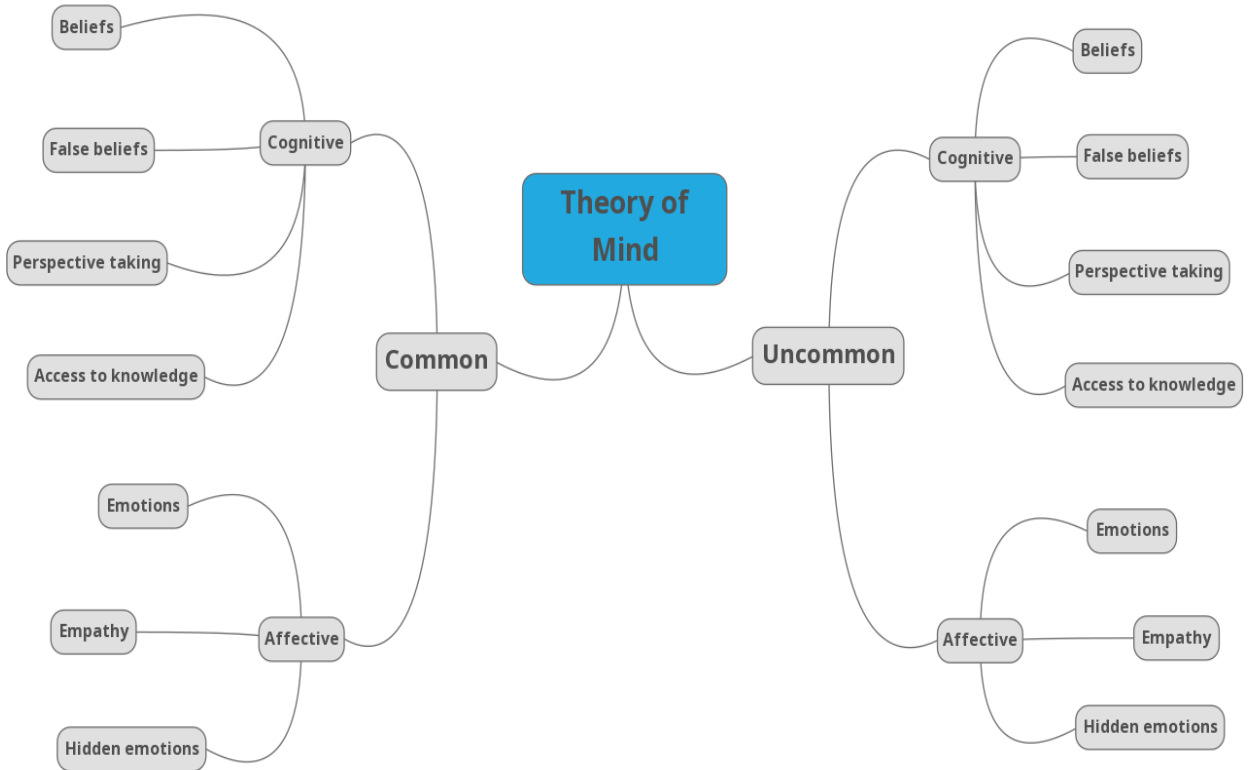 Theory of
Mind
Common
Cognitive
Beliefs
False beliefs
Perspective taking
Access to knowledge
Affective
Emotions
Empathy
Hidden emotions
Uncommon
Cognitive
Beliefs
False beliefs
Perspective taking
Access to knowledge
Affective
Emotions
Empathy
Hidden emotions